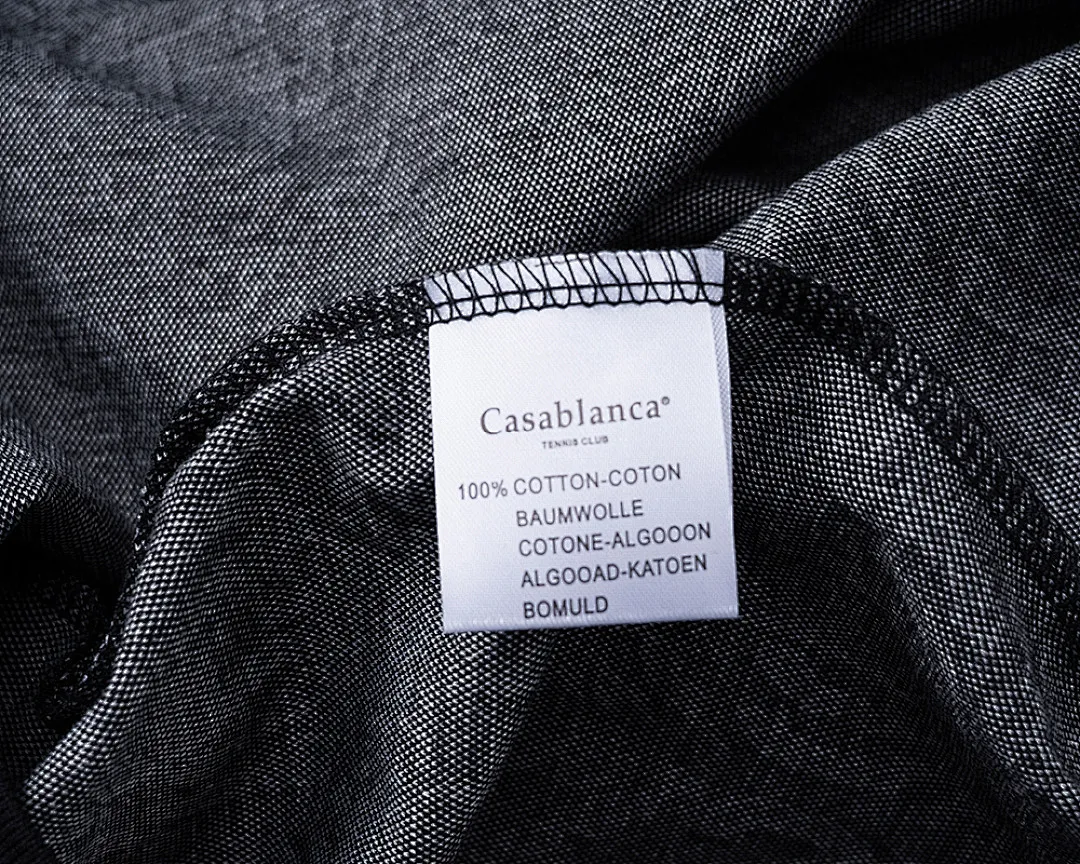 Casablanca®
TENNIS CLUB
100% COTTON-COTON
BAUMWOLLE
COTONE-ALGOOON
ALGOOAD-KATOEN
BOMULD